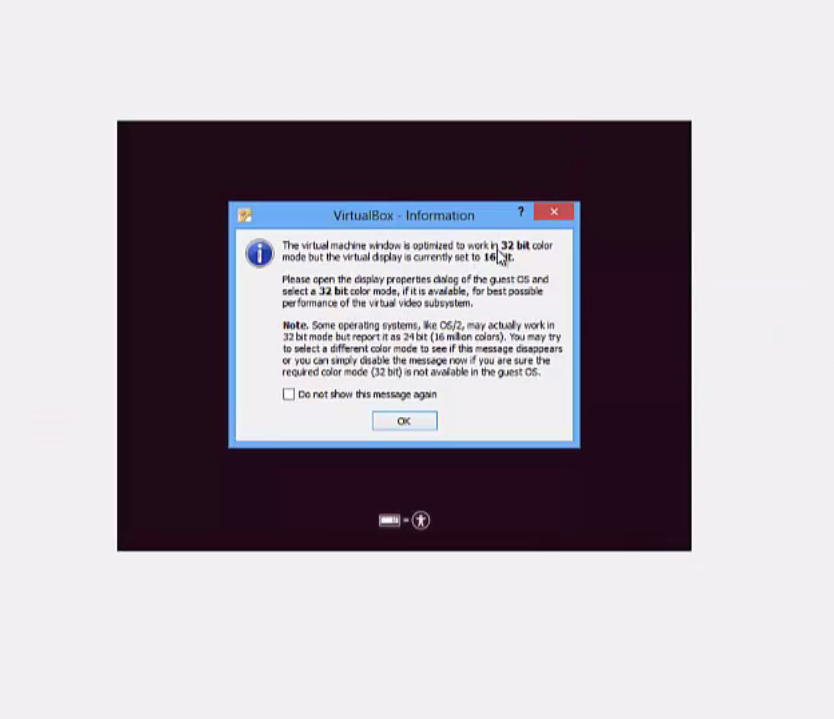 VirtualBox - Information
?
The virtual machine window is optimized to work in 32 bit color
mode but the virtual display is currently set to 16
Please open the display properties dialog of the guest OS and
select a 32 bit color mode, if it is available, for best possible
performance of the virtual video subsystem.
Note. Some operating systems, like OS/2, may actually work in
32 bit mode but report it as 24 bit (16 million colors). You may try
to select a different color mode to see if this message disappears
or you can simply disable the message now if you are sure the
required color mode (32 bit) is not available in the guest OS.
Do not show this message again
OK